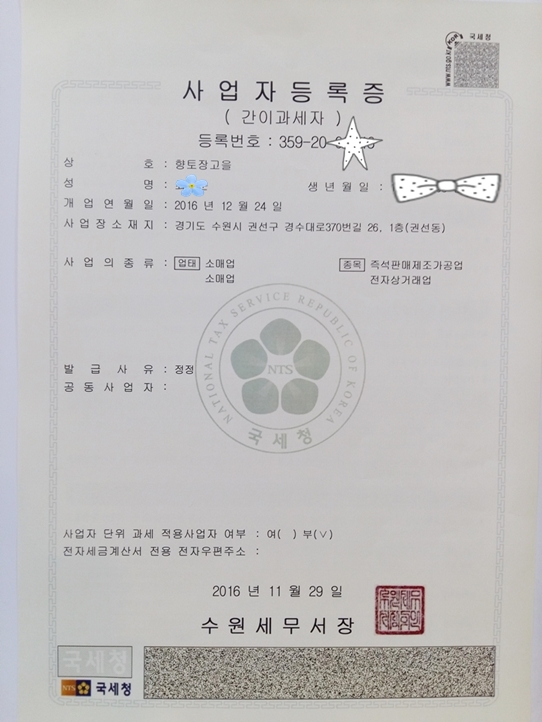 국세청
www.nts.go.kr
사업자등록증
( 간이과세자 )
등록번호 : 359-20-
상 호 : 향토장고을
성 명 : 생년월일 :
개업연월일 : 2016 년 12 월 24 일
사업장소재지 : 경기도 수원시 권선구 경수대로370번길 26, 1층(권선동)
사업의종류 : 업태 소매업 종목 즉석판매제조가공업
소매업 전자상거래업
NATIONAL TAX SERVICE REPUBLIC OF KOREA
NTS
국세청
발급사유 : 정정
공동사업자 :
사업자 단위 과세 적용사업자 여부 : 여( ) 부(∨)
전자세금계산서 전용 전자우편주소 :
2016 년 11 월 29 일
수원세무서장
국세청
NTS 국세청